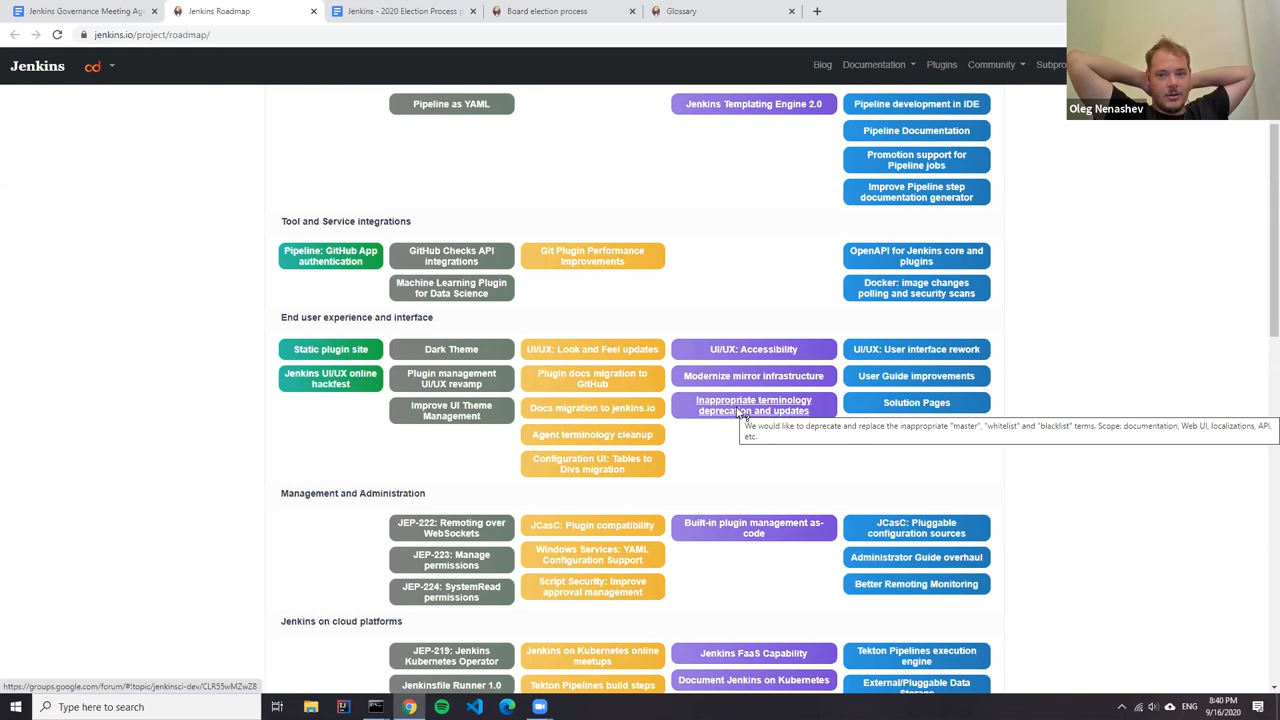 Jenkins Governance Meeting Ag
Jenkins Roadmap
Jenkins - 2020 Election Process p
Board election process
Glossary
jenkins.io/project/roadmap/
Jenkins
cd
Blog
Documentation
Plugins
Community
Subpro
Oleg Nenashev
Pipeline as YAML
Jenkins Templating Engine 2.0
Pipeline development in IDE
Pipeline Documentation
Promotion support for
Pipeline jobs
Improve Pipeline step
documentation generator
Tool and Service integrations
Pipeline: GitHub App
authentication
GitHub Checks API
integrations
Git Plugin Performance
Improvements
OpenAPI for Jenkins core and
plugins
Machine Learning Plugin
for Data Science
Docker: image changes
polling and security scans
End user experience and interface
Static plugin site
Dark Theme
UI/UX: Look and Feel updates
UI/UX: Accessibility
UI/UX: User interface rework
Jenkins UI/UX online
hackfest
Plugin management
UI/UX revamp
Plugin docs migration to
GitHub
Modernize mirror infrastructure
User Guide improvements
Improve UI Theme
Management
Docs migration to jenkins.io
Inappropriate terminology
deprecation and updates
Solution Pages
We would like to deprecate and replace the inappropriate "master", "whitelist" and "blacklist" terms. Scope: documentation, Web UI, localizations, API,
etc.
Agent terminology cleanup
Configuration UI: Tables to
Divs migration
Management and Administration
JEP-222: Remoting over
WebSockets
JCasC: Plugin compatibility
Built-in plugin management as-
code
JCasC: Pluggable
configuration sources
JEP-223: Manage
permissions
Windows Services: YAML
Configuration Support
Administrator Guide overhaul
JEP-224: SystemRead
permissions
Script Security: Improve
approval management
Better Remoting Monitoring
Jenkins on cloud platforms
JEP-219: Jenkins
Kubernetes Operator
Jenkins on Kubernetes online
meetups
Jenkins FaaS Capability
Tekton Pipelines execution
engine
Jenkinsfile Runner 1.0
Tekton Pipelines build steps
Document Jenkins on Kubernetes
External/Pluggable Data
Storage
https://groups.google.com/forum/#!topic/jenkinsci-dev/CLR55wMZwZ8
Type here to search
ENG
8:40 PM
9/16/2020